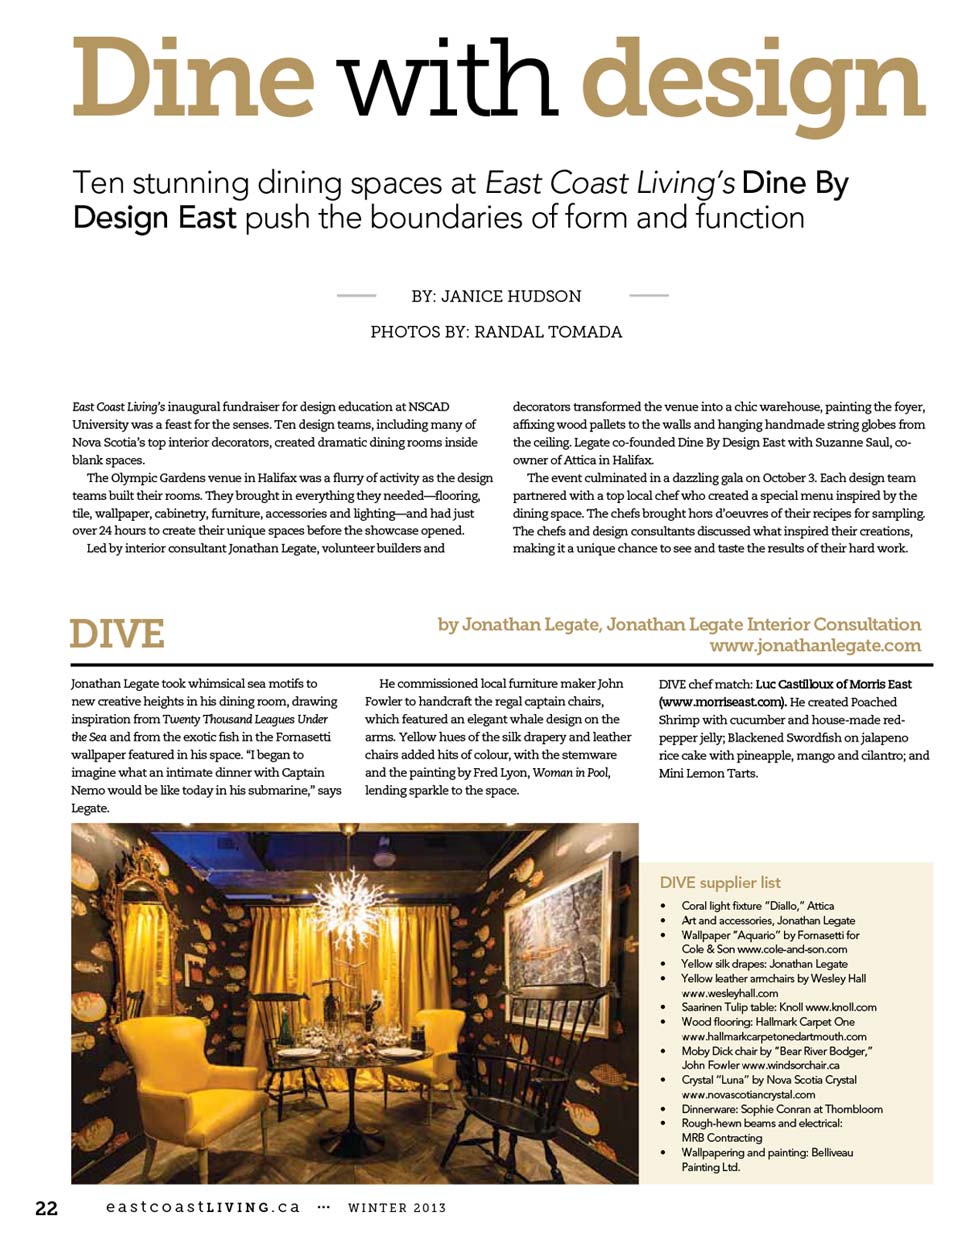 Dine with design
Ten stunning dining spaces at East Coast Living's Dine By
Design East push the boundaries of form and function
BY: JANICE HUDSON
PHOTOS BY: RANDAL TOMADA
East Coast Living's inaugural fundraiser for design education at NSCAD
University was a feast for the senses. Ten design teams, including many of
Nova Scotia's top interior decorators, created dramatic dining rooms inside
blank spaces.
The Olympic Gardens venue in Halifax was a flurry of activity as the design
teams built their rooms. They brought in everything they needed—flooring,
tile, wallpaper, cabinetry, furniture, accessories and lighting—and had just
over 24 hours to create their unique spaces before the showcase opened.
Led by interior consultant Jonathan Legate, volunteer builders and
decorators transformed the venue into a chic warehouse, painting the foyer,
affixing wood pallets to the walls and hanging handmade string globes from
the ceiling. Legate co-founded Dine By Design East with Suzanne Saul, co-
owner of Attica in Halifax.
The event culminated in a dazzling gala on October 3. Each design team
partnered with a top local chef who created a special menu inspired by the
dining space. The chefs brought hors d'oeuvres of their recipes for sampling.
The chefs and design consultants discussed what inspired their creations,
making it a unique chance to see and taste the results of their hard work.
DIVE
by Jonathan Legate, Jonathan Legate Interior Consultation
www.jonathanlegate.com
Jonathan Legate took whimsical sea motifs to
new creative heights in his dining room, drawing
inspiration from Twenty Thousand Leagues Under
the Sea and from the exotic fish in the Fornasetti
wallpaper featured in his space. "I began to
imagine what an intimate dinner with Captain
Nemo would be like today in his submarine," says
Legate.
He commissioned local furniture maker John
Fowler to handcraft the regal captain chairs,
which featured an elegant whale design on the
arms. Yellow hues of the silk drapery and leather
chairs added hits of colour, with the stemware
and the painting by Fred Lyon, Woman in Pool,
lending sparkle to the space.
DIVE chef match: Luc Castilloux of Morris East
(www.morriseast.com). He created Poached
Shrimp with cucumber and house-made red-
pepper jelly; Blackened Swordfish on jalapeno
rice cake with pineapple, mango and cilantro; and
Mini Lemon Tarts.
DIVE supplier list
• Coral light fixture "Diallo," Attica
• Art and accessories, Jonathan Legate
• Wallpaper "Aquario" by Fornasetti for
Cole & Son www.cole-and-son.com
• Yellow silk drapes: Jonathan Legate
• Yellow leather armchairs by Wesley Hall
www.wesleyhall.com
• Saarinen Tulip table: Knoll www.knoll.com
• Wood flooring: Hallmark Carpet One
www.hallmarkcarpetonedartmouth.com
• Moby Dick chair by "Bear River Bodger,"
John Fowler www.windsorchair.ca
• Crystal "Luna" by Nova Scotia Crystal
www.novascotiancrystal.com
• Dinnerware: Sophie Conran at Thornbloom
• Rough-hewn beams and electrical:
MRB Contracting
• Wallpapering and painting: Belliveau
Painting Ltd.
22 eastcoastLIVING.ca ••• WINTER 2013